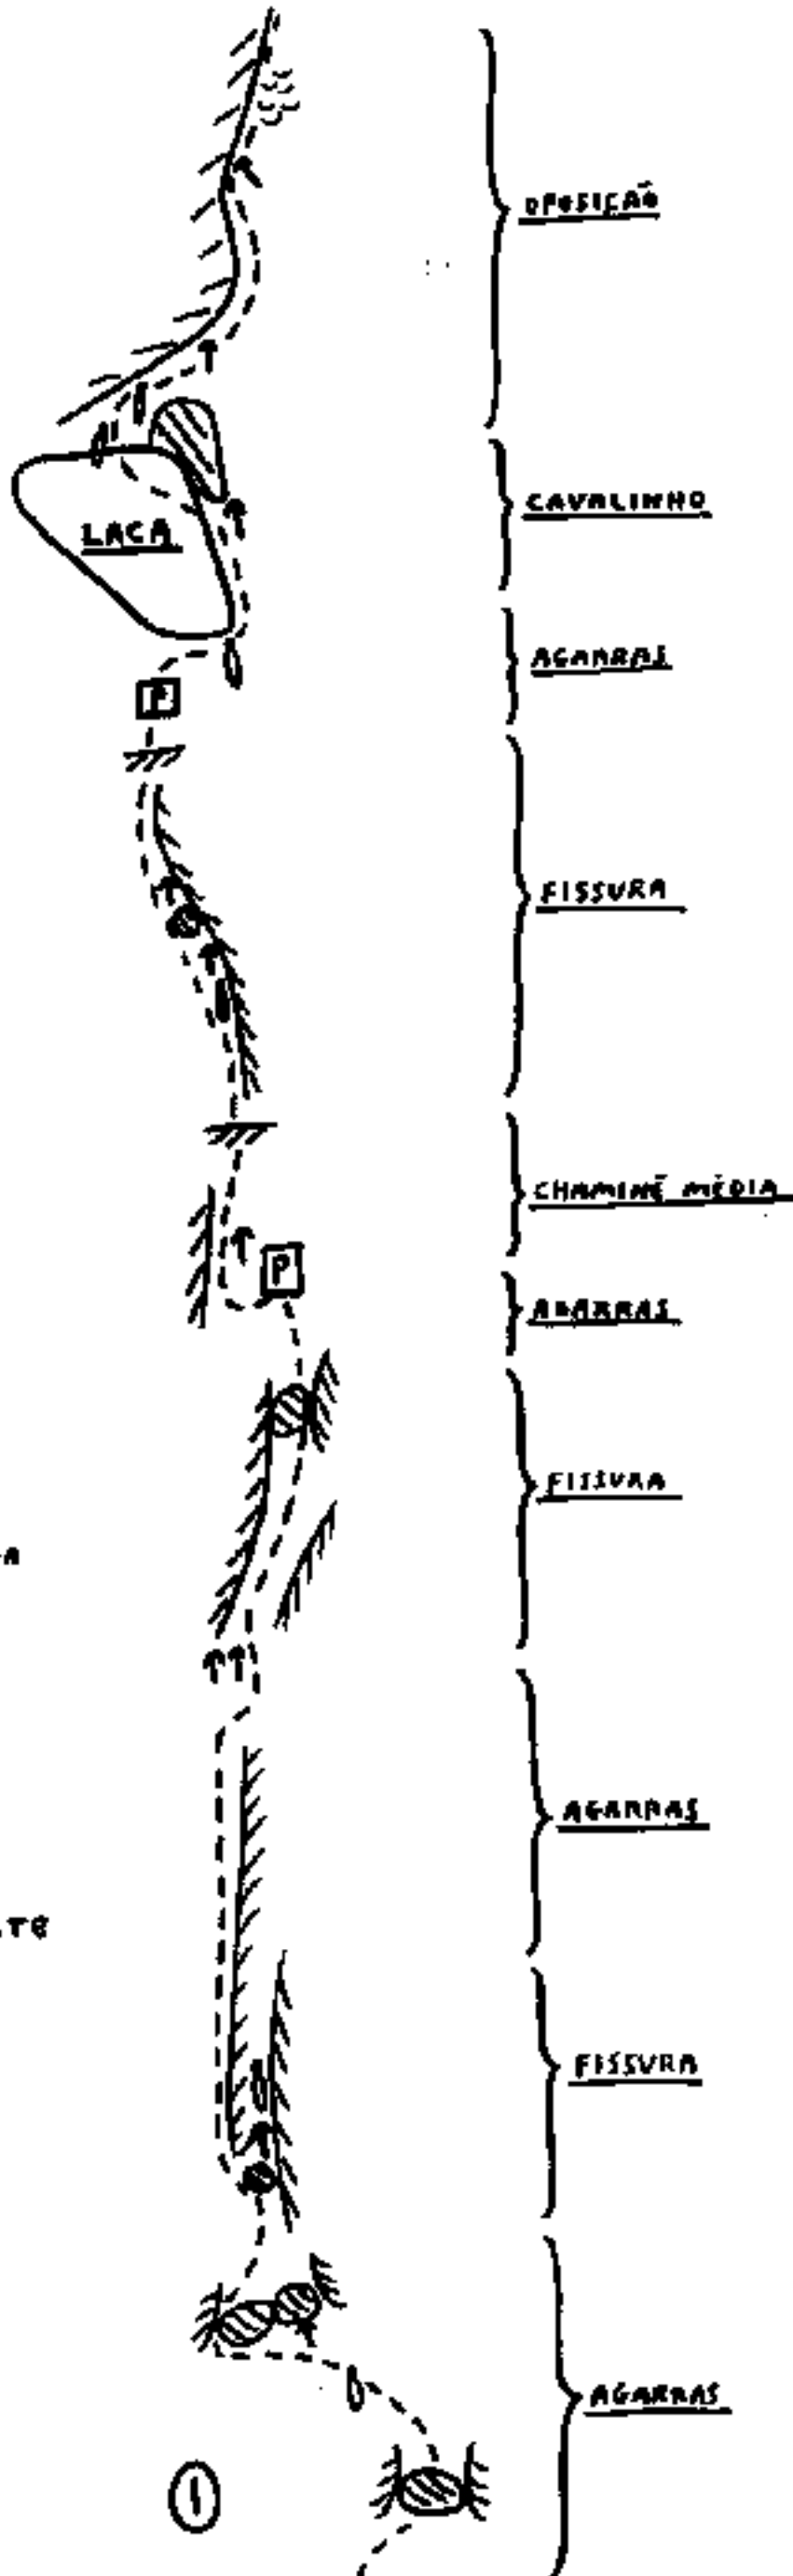 OPOSIÇÃO
CAVALINHO
LACA
AGARRAS
P
FISSURA
CHAMINÉ MÉDIA
P
AGARRAS
FISSURA
AGARRAS
FISSURA
AGARRAS
1